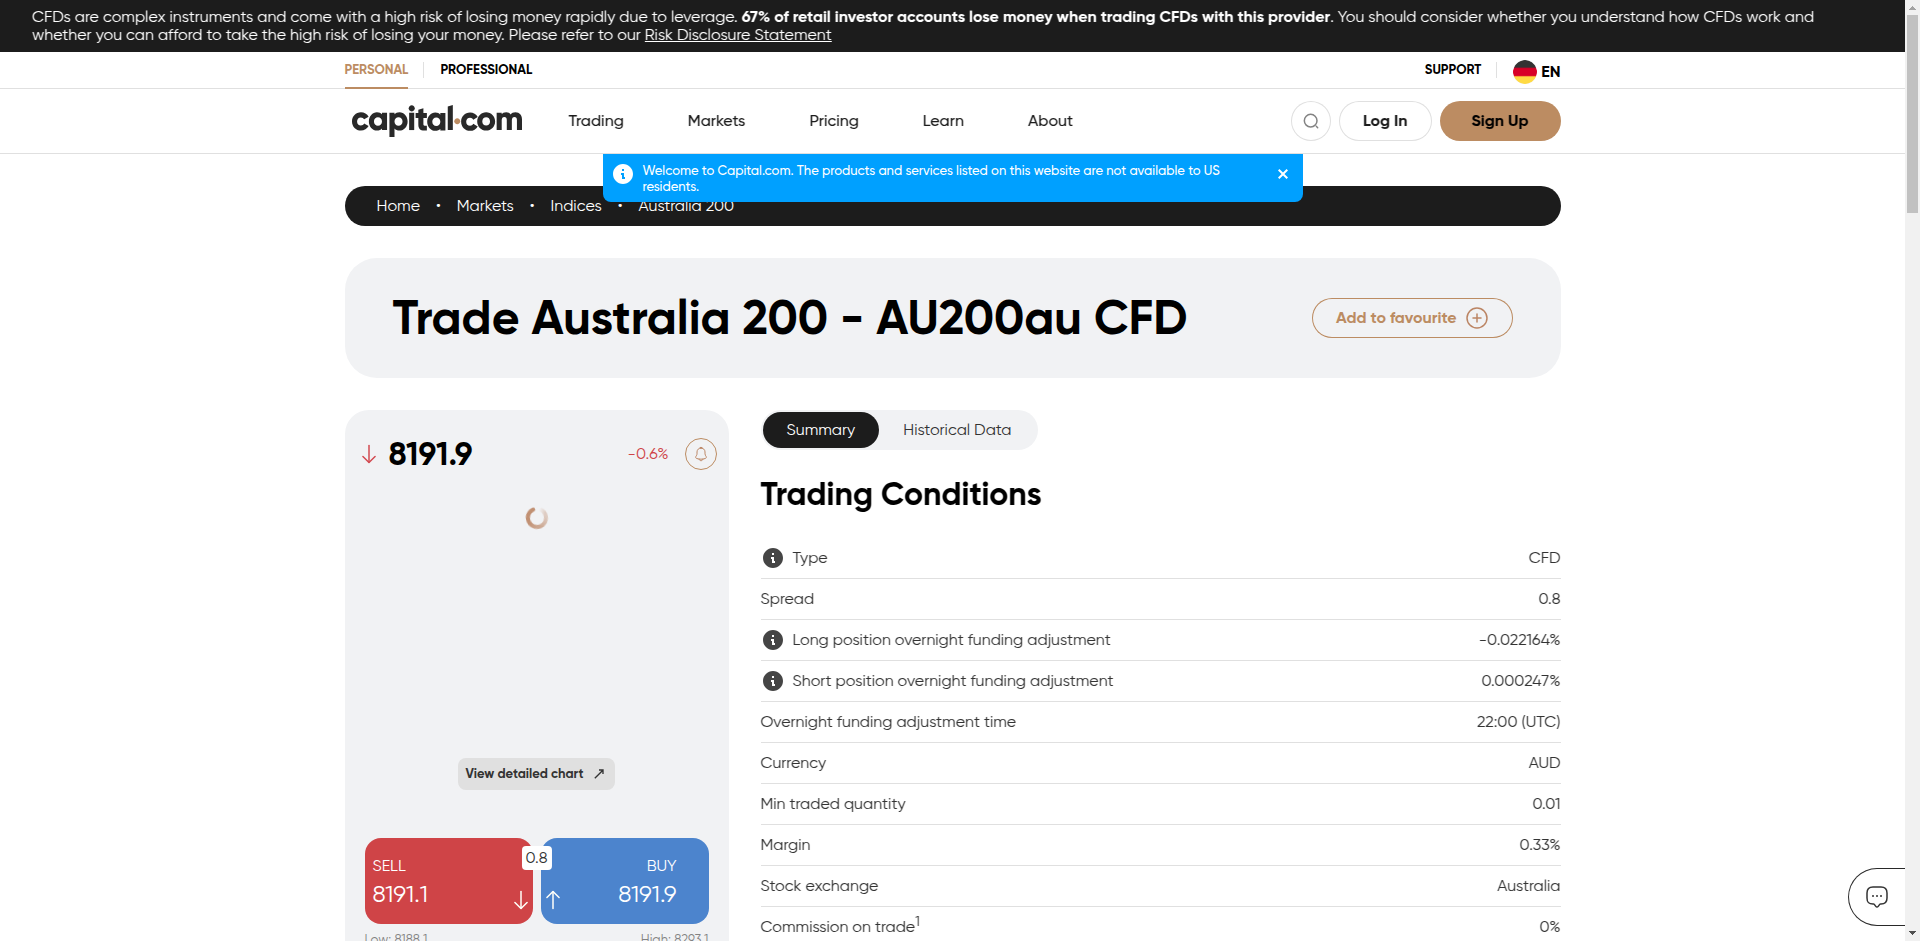 CFDs are complex instruments and come with a high risk of losing money rapidly due to leverage. 67% of retail investor accounts lose money when trading CFDs with this provider. You should consider whether you understand how CFDs work and
whether you can afford to take the high risk of losing your money. Please refer to our Risk Disclosure Statement
PERSONAL PROFESSIONAL SUPPORT EN
capital.com Trading Markets Pricing Learn About Log In Sign Up
Welcome to Capital.com. The products and services listed on this website are not available to US
residents.
Home • Markets • Indices • Australia 200
Trade Australia 200 - AU200au CFD
Add to favourite
8191.9 -0.6%
View detailed chart
SELL 0.8 BUY
8191.1 8191.9
Low: 8188.1 High: 8293.1
Summary Historical Data
Trading Conditions
Type CFD
Spread 0.8
Long position overnight funding adjustment -0.022164%
Short position overnight funding adjustment 0.000247%
Overnight funding adjustment time 22:00 (UTC)
Currency AUD
Min traded quantity 0.01
Margin 0.33%
Stock exchange Australia
Commission on trade1 0%